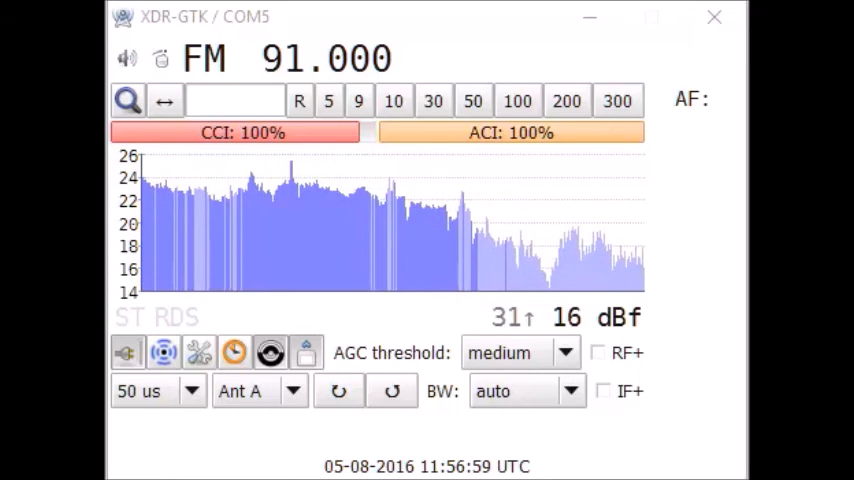 XDR-GTK / COM5
FM 91.000
R 5 9 10 30 50 100 200 300 AF:
CCI: 100% ACI: 100%
26
24
22
20
18
16
14
ST RDS 31↑ 16 dBf
AGC threshold: medium RF+
50 us Ant A BW: auto IF+
05-08-2016 11:56:59 UTC